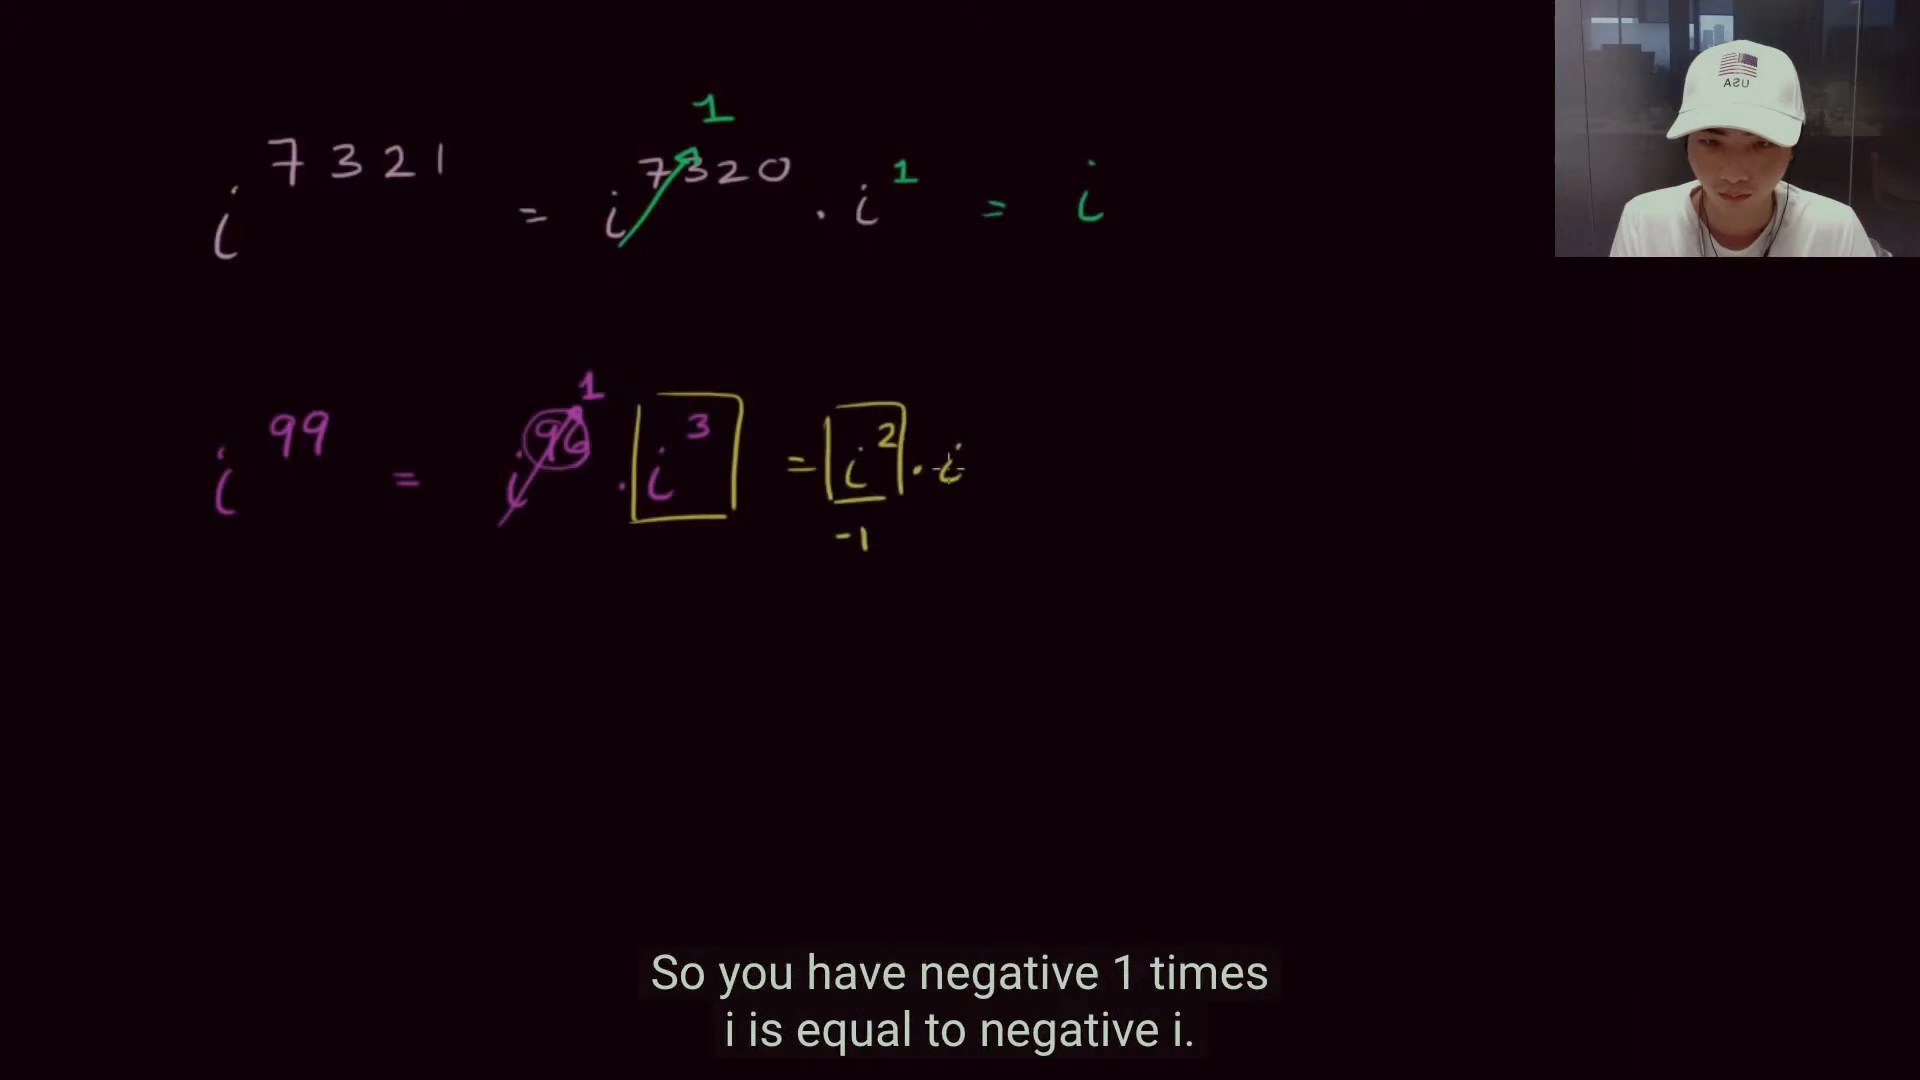 USA
i^7321 = i^7320 1 · i^1 = i
i^99 = i^96 1 · i^3 = i^2 · i
-1
So you have negative 1 times
i is equal to negative i.